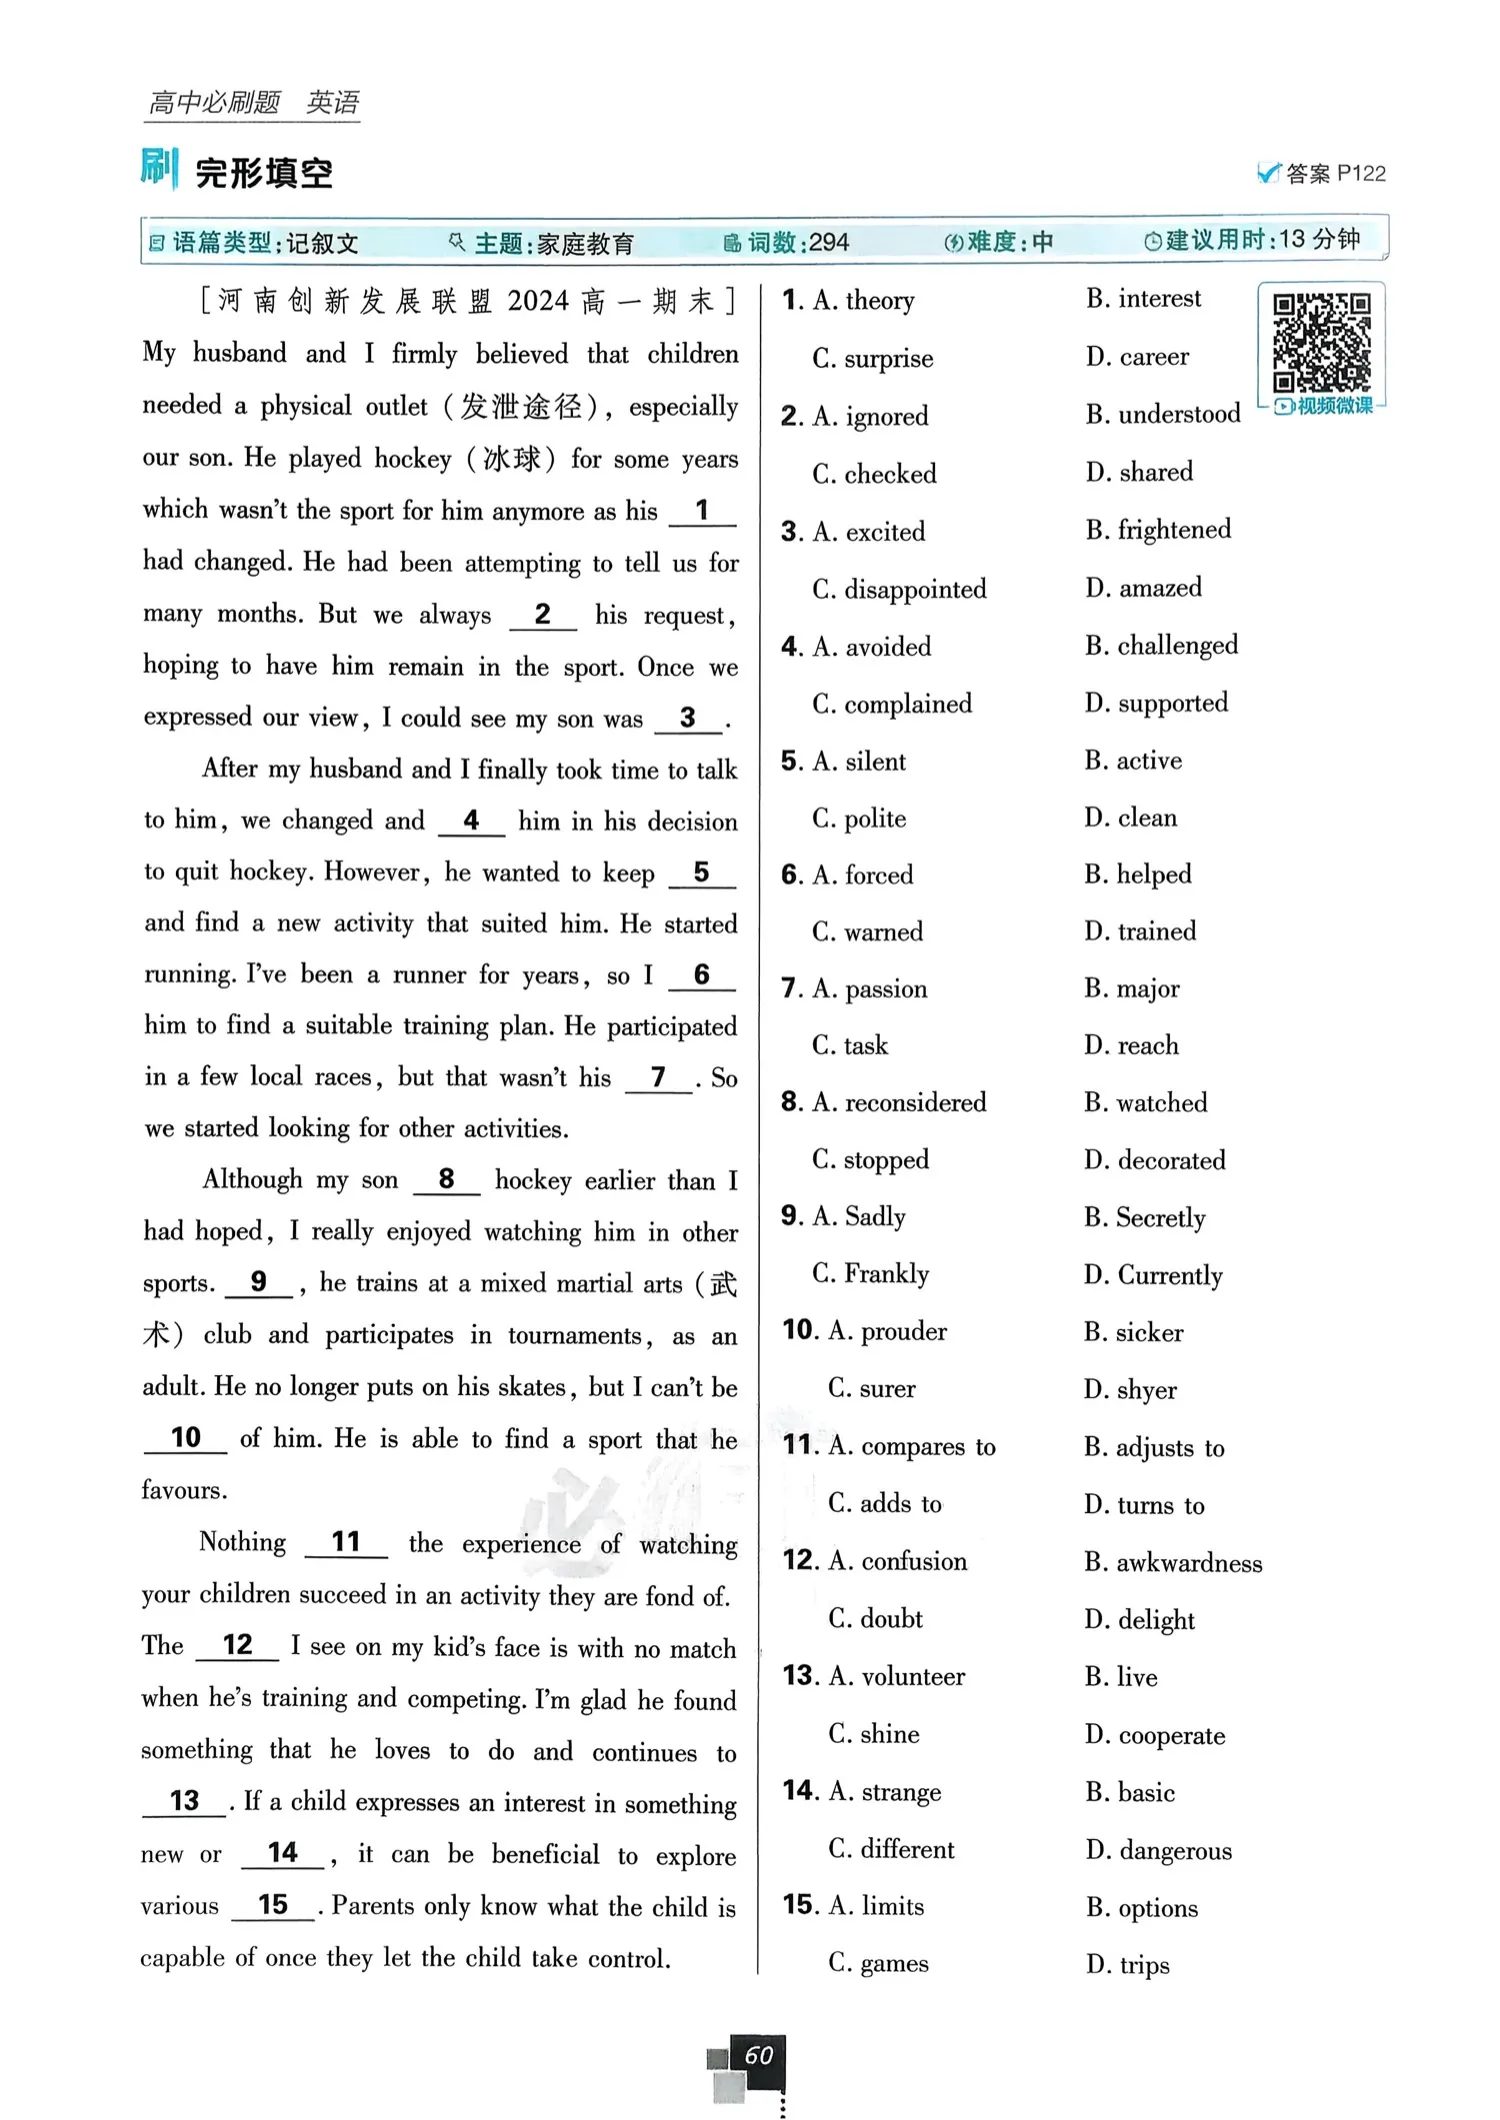 高中必刷题 英语
刷 完形填空
答案 P122
语篇类型:记叙文 主题:家庭教育 词数:294 难度:中 建议用时:13 分钟
[河南创新发展联盟 2024 高一期末]
My husband and I firmly believed that children
needed a physical outlet (发泄途径), especially
our son. He played hockey (冰球) for some years
which wasn't the sport for him anymore as his 1
had changed. He had been attempting to tell us for
many months. But we always 2 his request,
hoping to have him remain in the sport. Once we
expressed our view, I could see my son was 3 .
After my husband and I finally took time to talk
to him, we changed and 4 him in his decision
to quit hockey. However, he wanted to keep 5
and find a new activity that suited him. He started
running. I've been a runner for years, so I 6
him to find a suitable training plan. He participated
in a few local races, but that wasn't his 7 . So
we started looking for other activities.
Although my son 8 hockey earlier than I
had hoped, I really enjoyed watching him in other
sports. 9 , he trains at a mixed martial arts (武
术) club and participates in tournaments, as an
adult. He no longer puts on his skates, but I can't be
10 of him. He is able to find a sport that he
favours.
Nothing 11 the experience of watching
your children succeed in an activity they are fond of.
The 12 I see on my kid's face is with no match
when he's training and competing. I'm glad he found
something that he loves to do and continues to
13 . If a child expresses an interest in something
new or 14 , it can be beneficial to explore
various 15 . Parents only know what the child is
capable of once they let the child take control.
1. A. theory B. interest
C. surprise D. career
视频微课
2. A. ignored B. understood
C. checked D. shared
3. A. excited B. frightened
C. disappointed D. amazed
4. A. avoided B. challenged
C. complained D. supported
5. A. silent B. active
C. polite D. clean
6. A. forced B. helped
C. warned D. trained
7. A. passion B. major
C. task D. reach
8. A. reconsidered B. watched
C. stopped D. decorated
9. A. Sadly B. Secretly
C. Frankly D. Currently
10. A. prouder B. sicker
C. surer D. shyer
11. A. compares to B. adjusts to
C. adds to D. turns to
12. A. confusion B. awkwardness
C. doubt D. delight
13. A. volunteer B. live
C. shine D. cooperate
14. A. strange B. basic
C. different D. dangerous
15. A. limits B. options
C. games D. trips
60